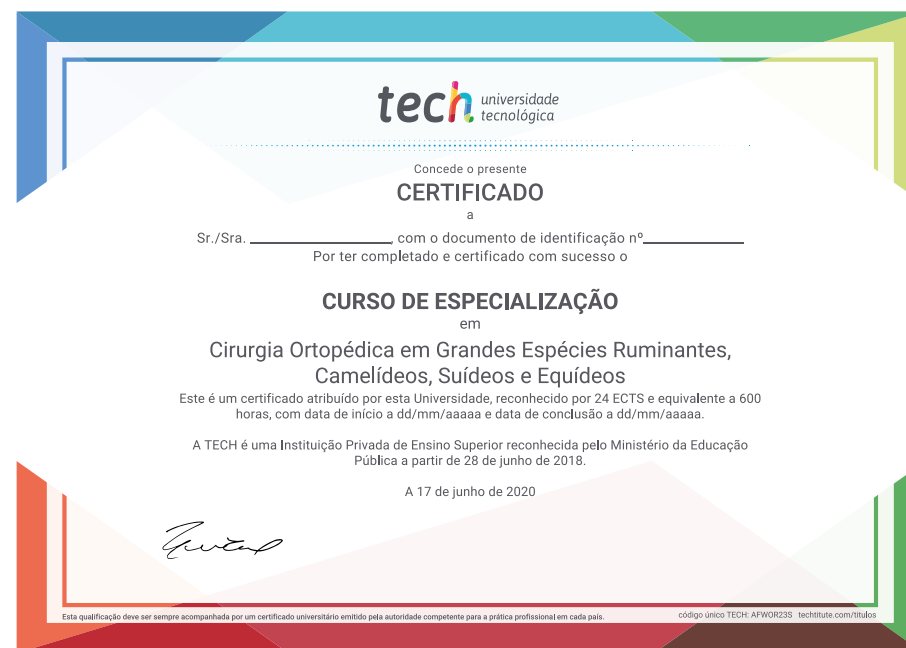 tech universidade
tecnológica
Concede o presente
CERTIFICADO
a
Sr./Sra. ____________________, com o documento de identificação nº______________
Por ter completado e certificado com sucesso o
CURSO DE ESPECIALIZAÇÃO
em
Cirurgia Ortopédica em Grandes Espécies Ruminantes,
Camelídeos, Suídeos e Equídeos
Este é um certificado atribuído por esta Universidade, reconhecido por 24 ECTS e equivalente a 600
horas, com data de início a dd/mm/aaaaa e data de conclusão a dd/mm/aaaaa.
A TECH é uma Instituição Privada de Ensino Superior reconhecida pelo Ministério da Educação
Pública a partir de 28 de junho de 2018.
A 17 de junho de 2020
Esta qualificação deve ser sempre acompanhada por um certificado universitário emitido pela autoridade competente para a prática profissional em cada país.
código único TECH: AFWOR23S techtitute.com/titulos